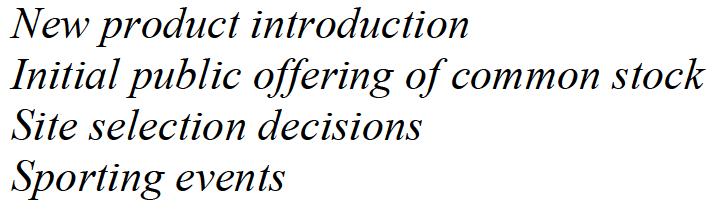 New product introduction
Initial public offering of common stock
Site selection decisions
Sporting events